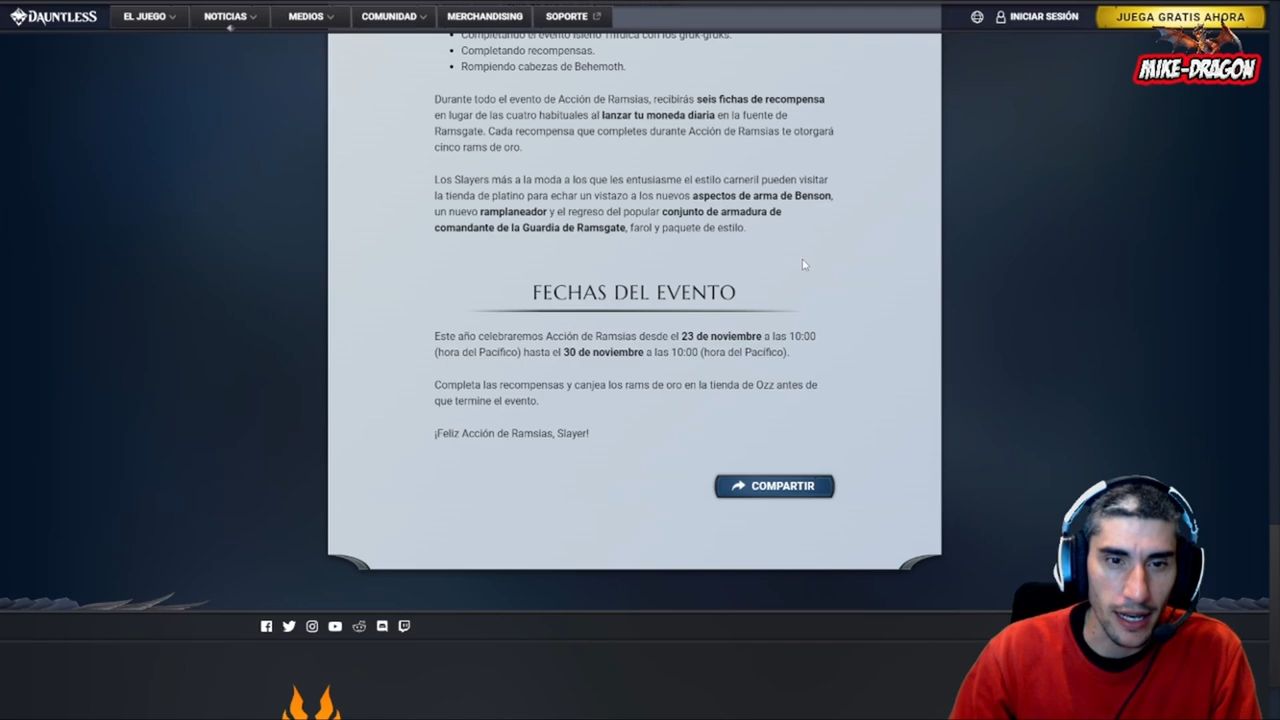 DAUNTLESS
EL JUEGO
NOTICIAS
MEDIOS
COMUNIDAD
MERCHANDISING
SOPORTE
INICIAR SESIÓN
JUEGA GRATIS AHORA
MIKE-DRAGON
Completando el evento isleño Trifulca con los gruk-gruks.
Completando recompensas.
Rompiendo cabezas de Behemoth.
Durante todo el evento de Acción de Ramsias, recibirás seis fichas de recompensa
en lugar de las cuatro habituales al lanzar tu moneda diaria en la fuente de
Ramsgate. Cada recompensa que completes durante Acción de Ramsias te otorgará
cinco rams de oro.
Los Slayers más a la moda a los que les entusiasme el estilo carneril pueden visitar
la tienda de platino para echar un vistazo a los nuevos aspectos de arma de Benson,
un nuevo ramplaneador y el regreso del popular conjunto de armadura de
comandante de la Guardia de Ramsgate, farol y paquete de estilo.
FECHAS DEL EVENTO
Este año celebraremos Acción de Ramsias desde el 23 de noviembre a las 10:00
(hora del Pacífico) hasta el 30 de noviembre a las 10:00 (hora del Pacífico).
Completa las recompensas y canjea los rams de oro en la tienda de Ozz antes de
que termine el evento.
¡Feliz Acción de Ramsias, Slayer!
COMPARTIR